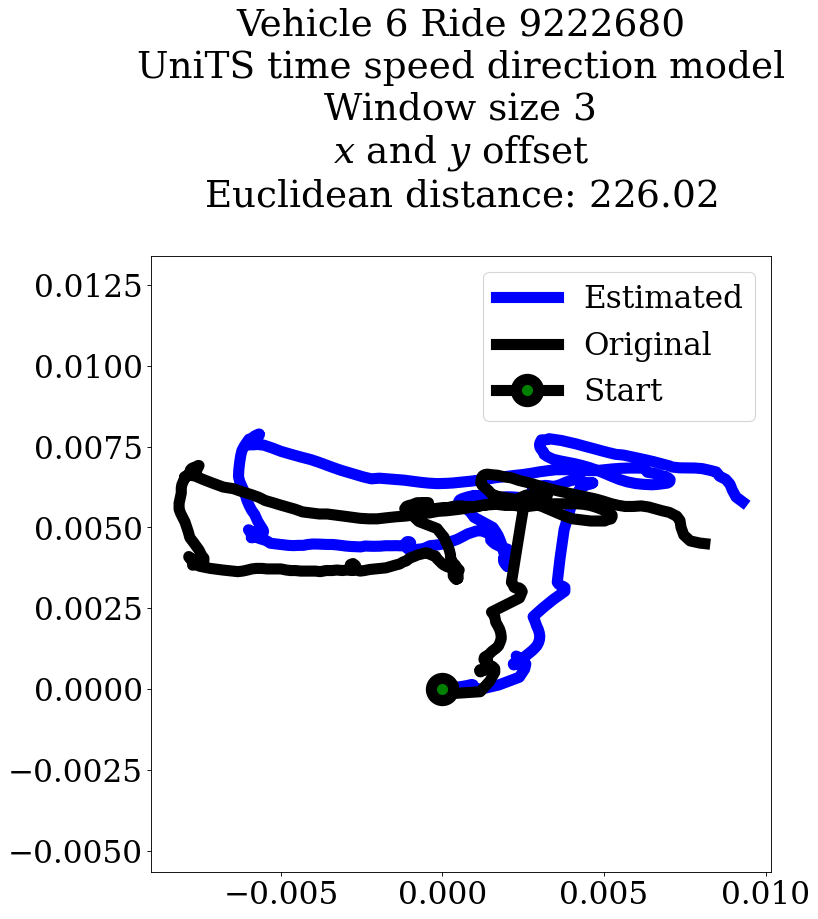 Vehicle 6 Ride 9222680
UniTS time speed direction model
Window size 3
x and y offset
Euclidean distance: 226.02
Estimated
Original
Start
0.0125
0.0100
0.0075
0.0050
0.0025
0.0000
−0.0025
−0.0050
−0.005 0.000 0.005 0.010